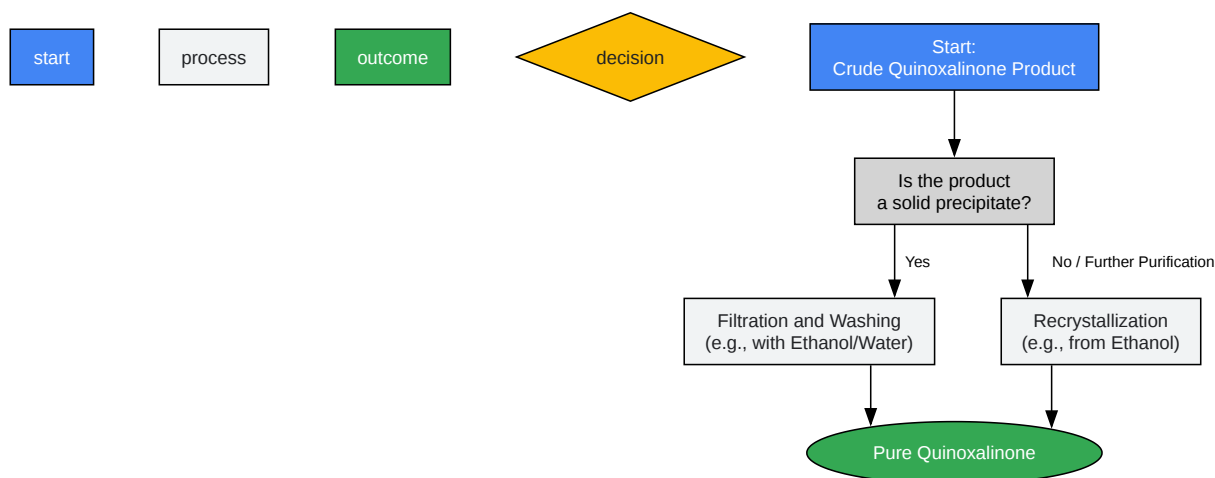 start
process
outcome
decision
Start:
Crude Quinoxalinone Product
Is the product
a solid precipitate?
Yes
No / Further Purification
Filtration and Washing
(e.g., with Ethanol/Water)
Recrystallization
(e.g., from Ethanol)
Pure Quinoxalinone